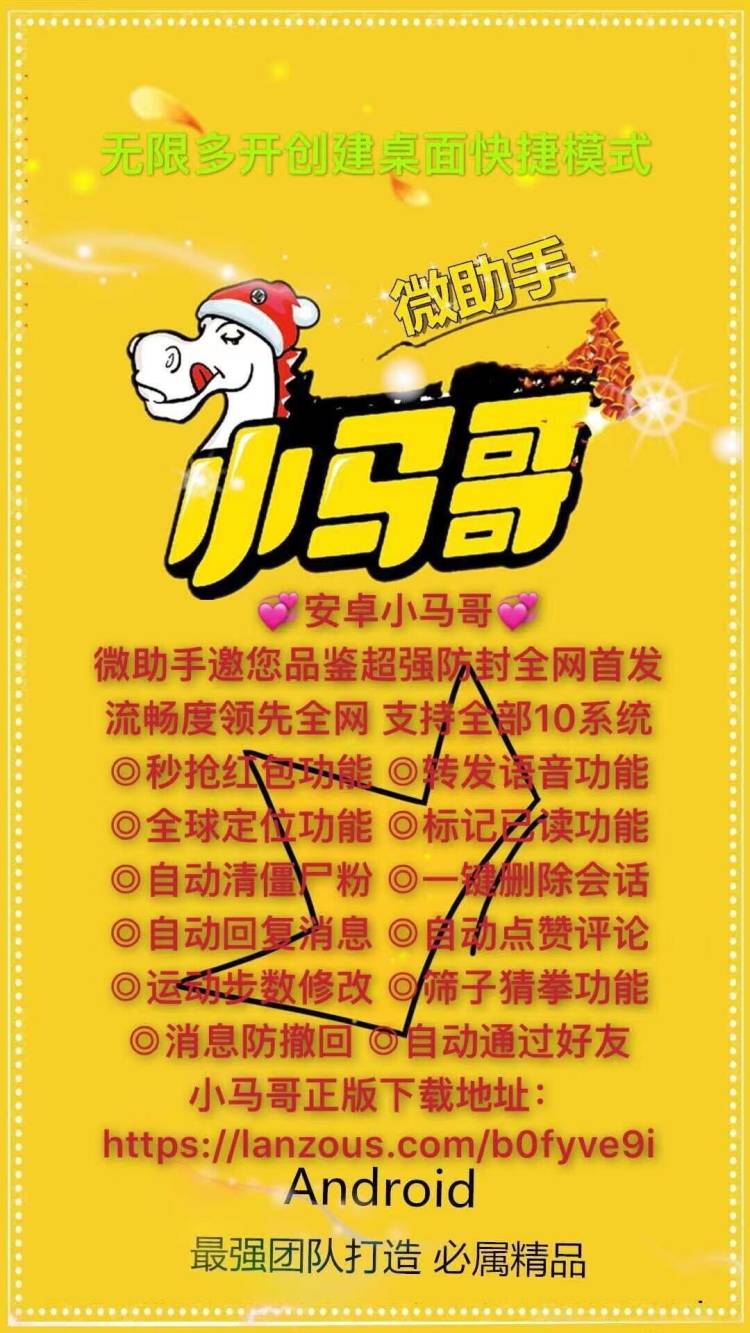 无限多开创建桌面快捷模式
微助手
小马哥
💞安卓小马哥💞
微助手邀您品鉴超强防封全网首发
流畅度领先全网 支持全部10系统
◎秒抢红包功能 ◎转发语音功能
◎全球定位功能 ◎标记已读功能
◎自动清僵尸粉 ◎一键删除会话
◎自动回复消息 ◎自动点赞评论
◎运动步数修改 ◎筛子猜拳功能
◎消息防撤回 ◎自动通过好友
小马哥正版下载地址：
https://lanzous.com/b0fyve9i
Android
最强团队打造 必属精品